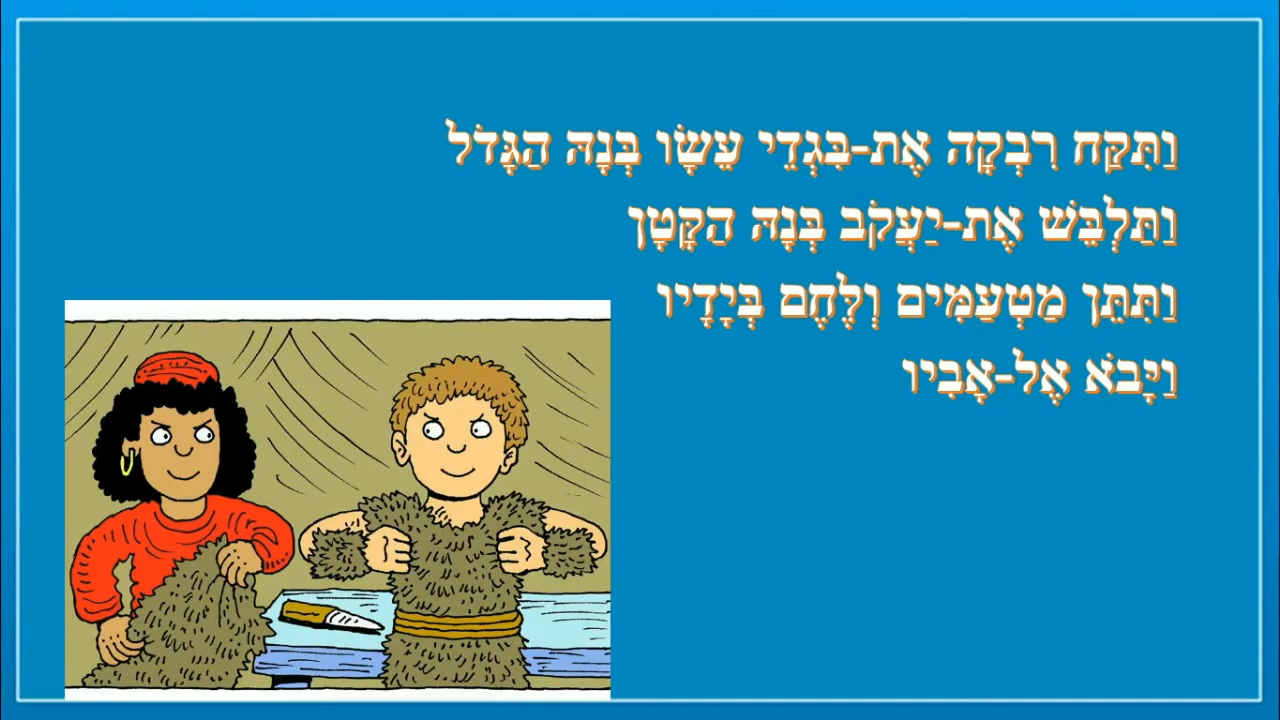 וַתִּקַּח רִבְקָה אֶת-בִּגְדֵי עֵשָׂו בְּנָהּ הַגָּדֹל
וַתַּלְבֵּשׁ אֶת-יַעֲקֹב בְּנָהּ הַקָּטָן
וַתִּתֵּן מַטְעַמִּים וְלֶּחֶם בְּיָדָיו
וַיָּבֹא אֶל-אָבִיו